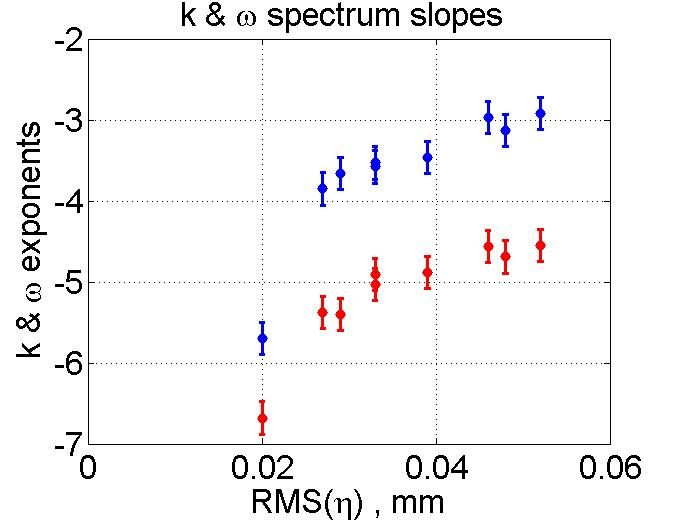 k & ω spectrum slopes
k & ω exponents
-2
-3
-4
-5
-6
-7
0 0.02 0.04 0.06
RMS(η) , mm